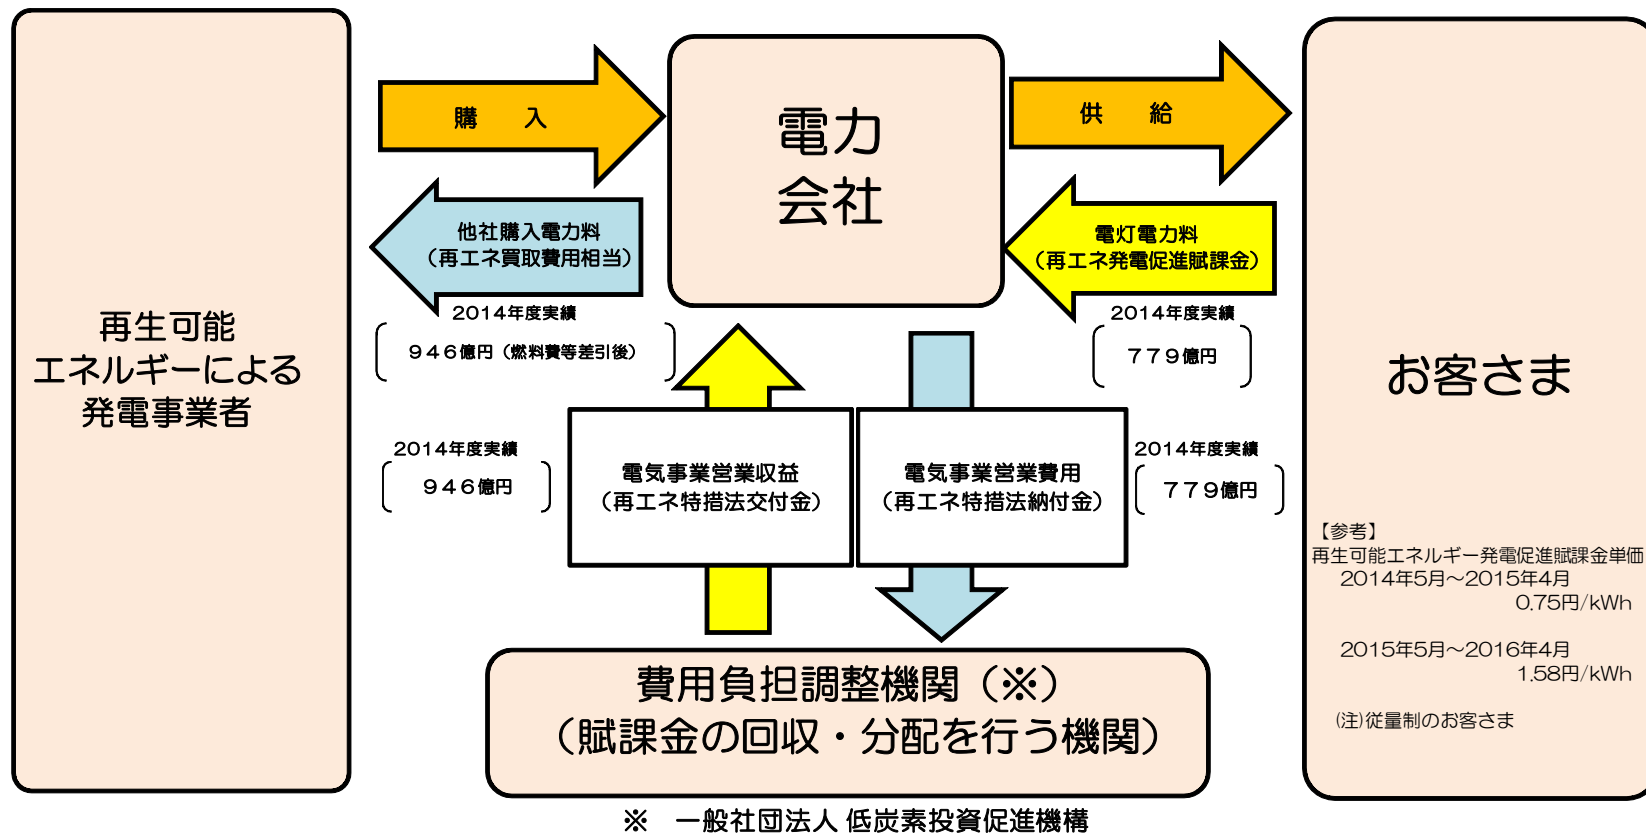 再生可能
エネルギーによる
発電事業者
購　入
他社購入電力料
（再エネ買取費用相当）
2014年度実績
946億円（燃料費等差引後）
電力
会社
供　給
電灯電力料
（再エネ発電促進賦課金）
2014年度実績
779億円
2014年度実績
946億円
電気事業営業収益
（再エネ特措法交付金）
電気事業営業費用
（再エネ特措法納付金）
2014年度実績
779億円
費用負担調整機関（※）
（賦課金の回収・分配を行う機関）
※　一般社団法人 低炭素投資促進機構
お客さま
【参考】
再生可能エネルギー発電促進賦課金単価
2014年5月～2015年4月
0.75円/kWh
2015年5月～2016年4月
1.58円/kWh
(注)従量制のお客さま